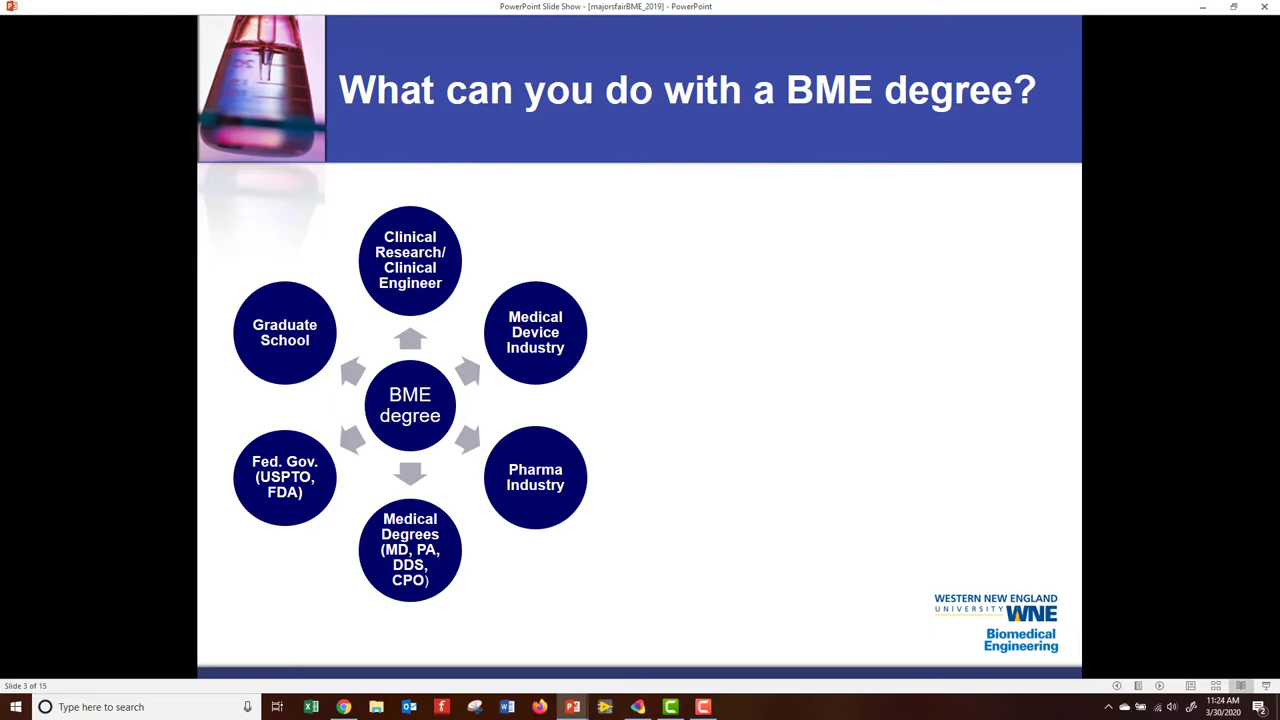 PowerPoint Slide Show - [majorsfairBME_2019] - PowerPoint
What can you do with a BME degree?
Clinical
Research/
Clinical
Engineer
Medical
Device
Industry
Pharma
Industry
Medical
Degrees
(MD, PA,
DDS,
CPO)
Fed. Gov.
(USPTO,
FDA)
Graduate
School
BME
degree
WESTERN NEW ENGLAND
UNIVERSITY WNE
Biomedical
Engineering
Slide 3 of 15
Type here to search
11:24 AM
3/30/2020
2